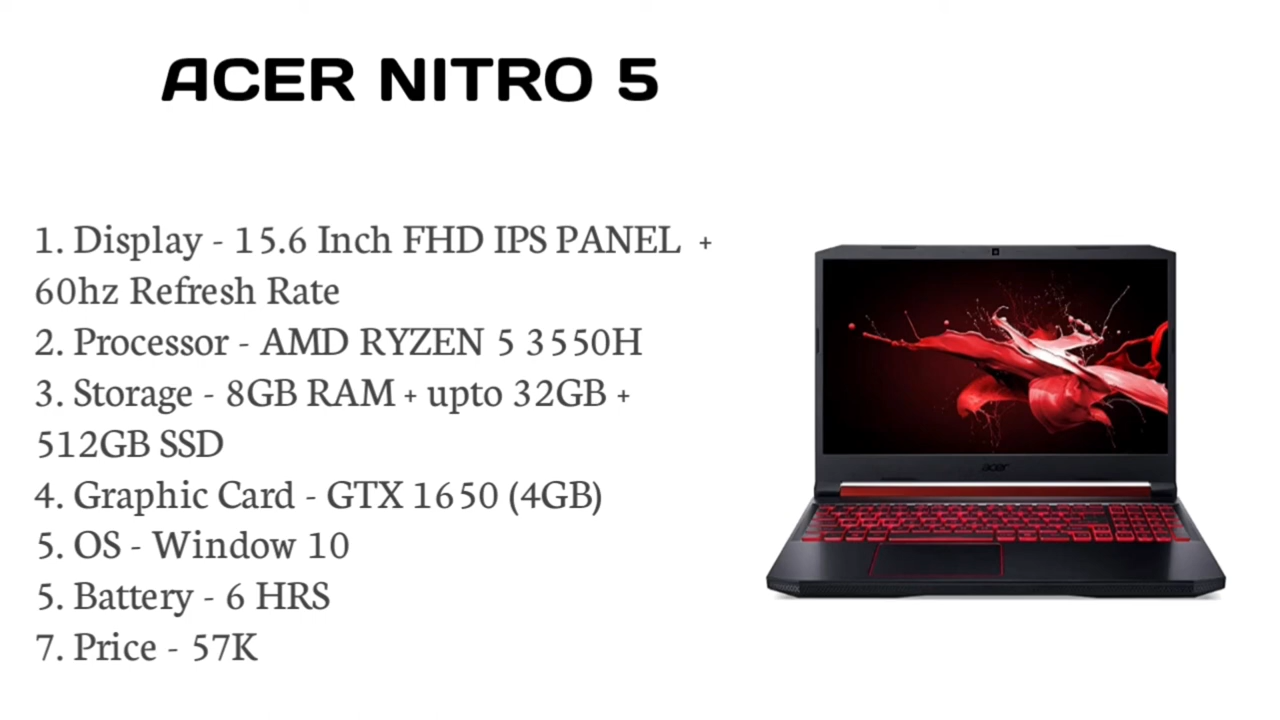 ACER NITRO 5
1. Display - 15.6 Inch FHD IPS PANEL +
60hz Refresh Rate
2. Processor - AMD RYZEN 5 3550H
3. Storage - 8GB RAM + upto 32GB +
512GB SSD
4. Graphic Card - GTX 1650 (4GB)
5. OS - Window 10
5. Battery - 6 HRS
7. Price - 57K
acer